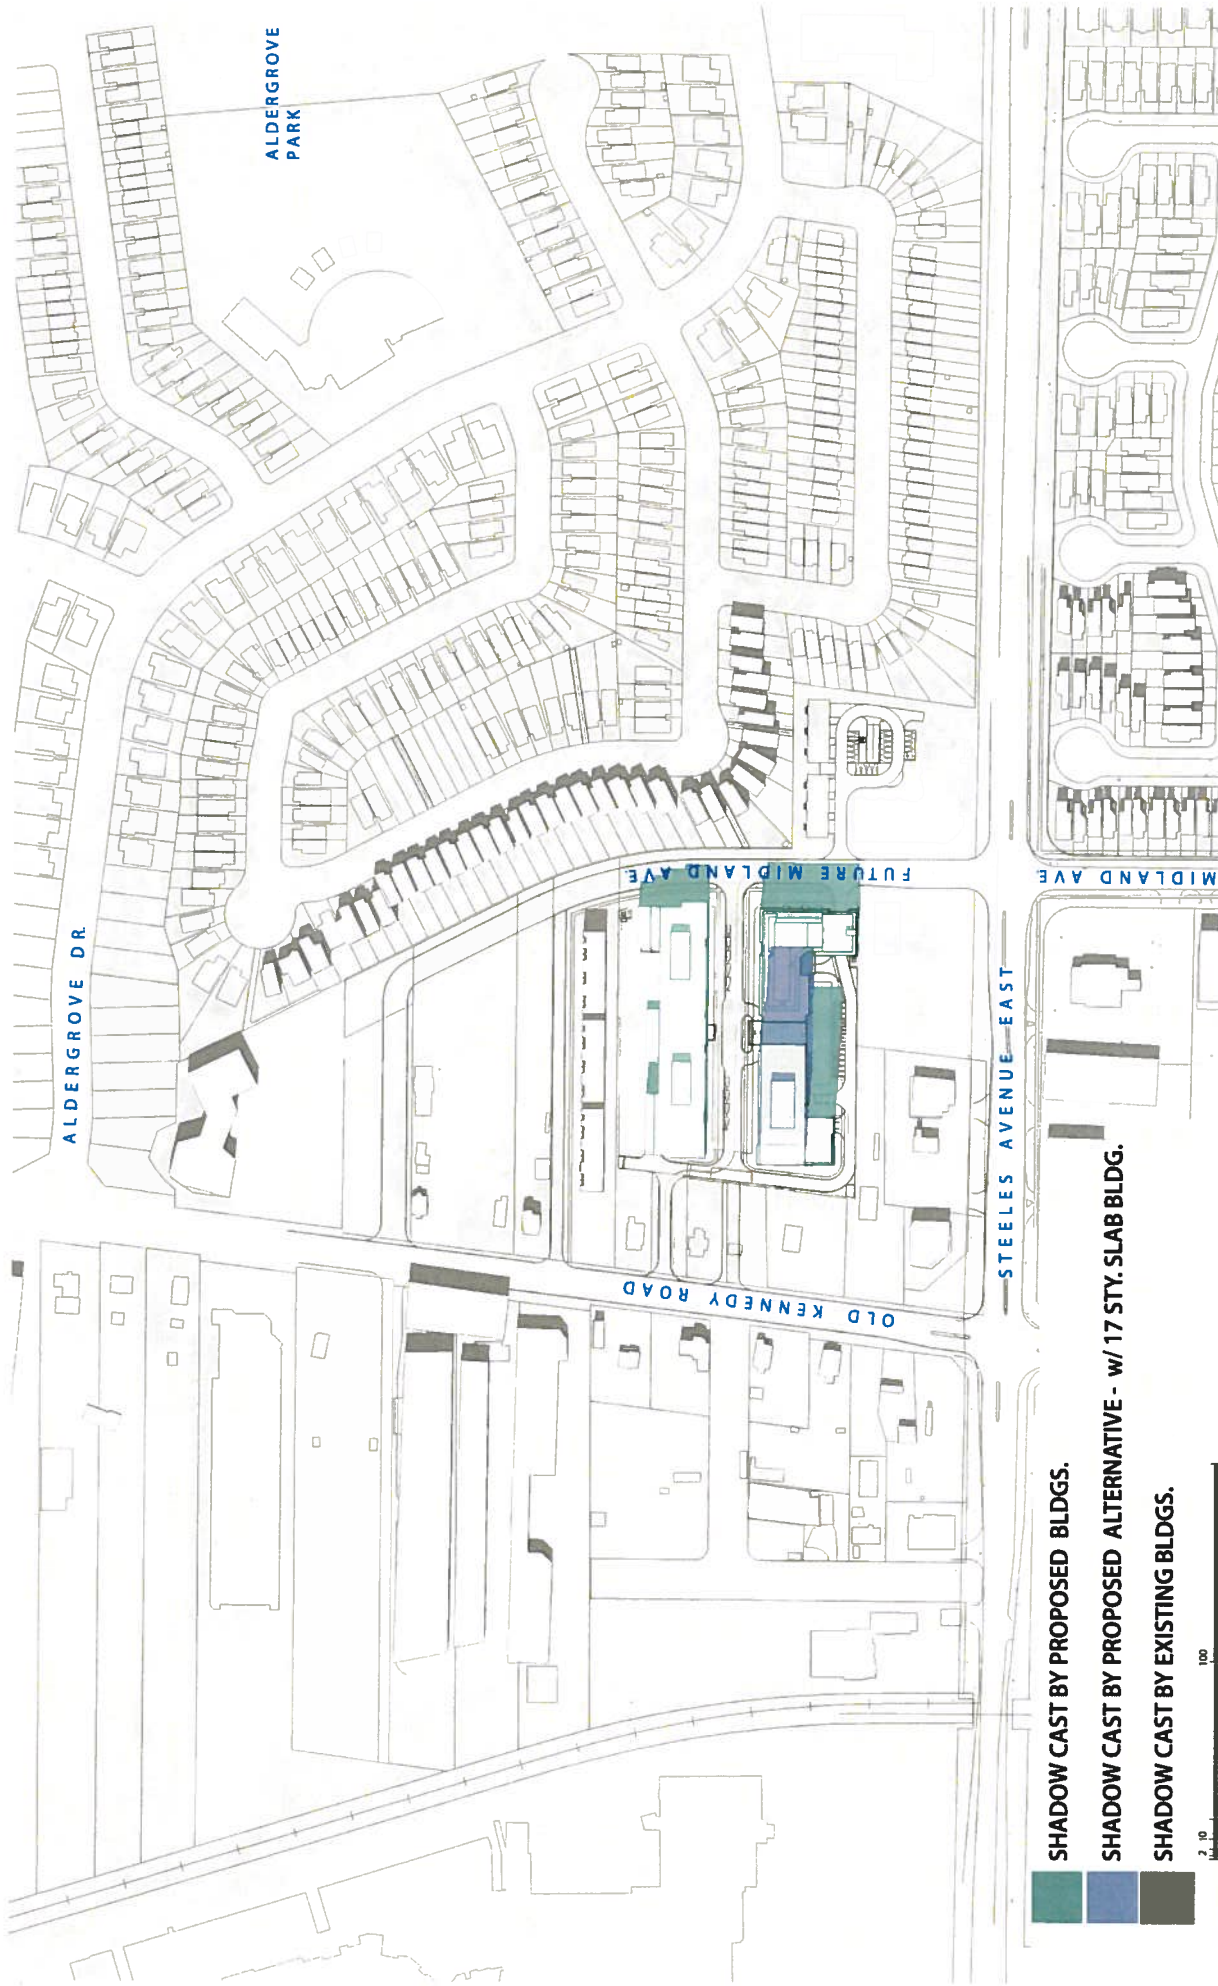 ALDERGROVE
PARK
ALDERGROVE DR.
FUTURE MIDLAND AVE.
MIDLAND AVE.
OLD KENNEDY ROAD
STEELES AVENUE EAST
SHADOW CAST BY PROPOSED BLDGS.
SHADOW CAST BY PROPOSED ALTERNATIVE - w/ 17 STY. SLAB BLDG.
SHADOW CAST BY EXISTING BLDGS.
2 10 100